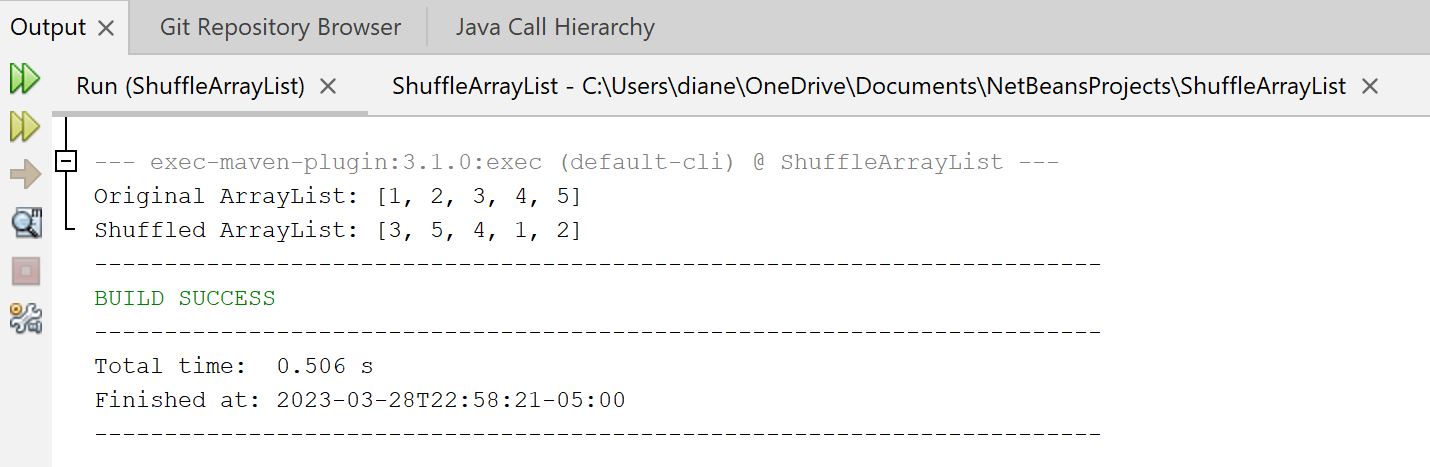 Output Git Repository Browser Java Call Hierarchy
Run (ShuffleArrayList) ShuffleArrayList - C:\Users\diane\OneDrive\Documents\NetBeansProjects\ShuffleArrayList
--- exec-maven-plugin:3.1.0:exec (default-cli) @ ShuffleArrayList ---
Original ArrayList: [1, 2, 3, 4, 5]
Shuffled ArrayList: [3, 5, 4, 1, 2]
------------------------------------------------------------------------
BUILD SUCCESS
------------------------------------------------------------------------
Total time:  0.506 s
Finished at: 2023-03-28T22:58:21-05:00
------------------------------------------------------------------------